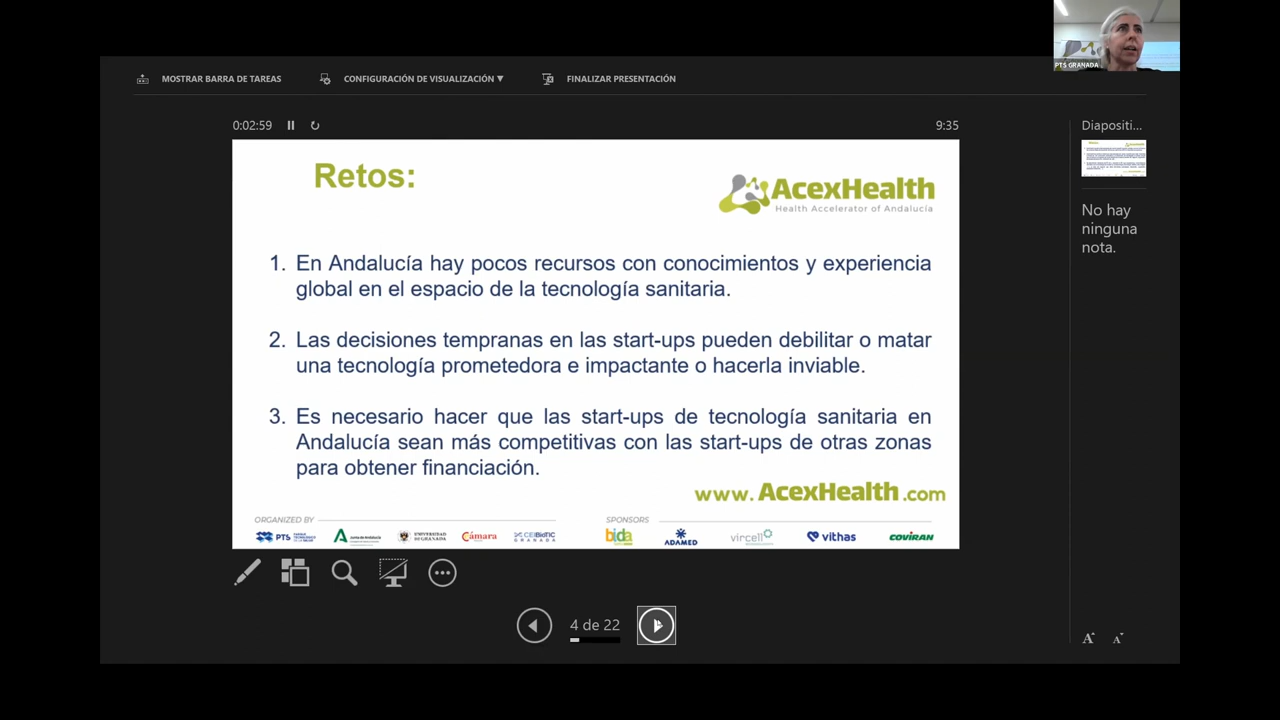 PTS GRANADA
MOSTRAR BARRA DE TAREAS
CONFIGURACIÓN DE VISUALIZACIÓN ▼
FINALIZAR PRESENTACIÓN
0:02:59
9:35
Diapositi...
Retos:
AcexHealth
Health Accelerator of Andalucía
No hay
ninguna
nota.
1. En Andalucía hay pocos recursos con conocimientos y experiencia
global en el espacio de la tecnología sanitaria.
2. Las decisiones tempranas en las start-ups pueden debilitar o matar
una tecnología prometedora e impactante o hacerla inviable.
3. Es necesario hacer que las start-ups de tecnología sanitaria en
Andalucía sean más competitivas con las start-ups de otras zonas
para obtener financiación.
www.AcexHealth.com
ORGANIZED BY
SPONSORS
PTS
Junta de Andalucía
UNIVERSIDAD
DE GRANADA
Cámara
CEIBioTIC
GRANADA
bida
ADAMED
vircell
vithas
COVIRAN
4 de 22
A A